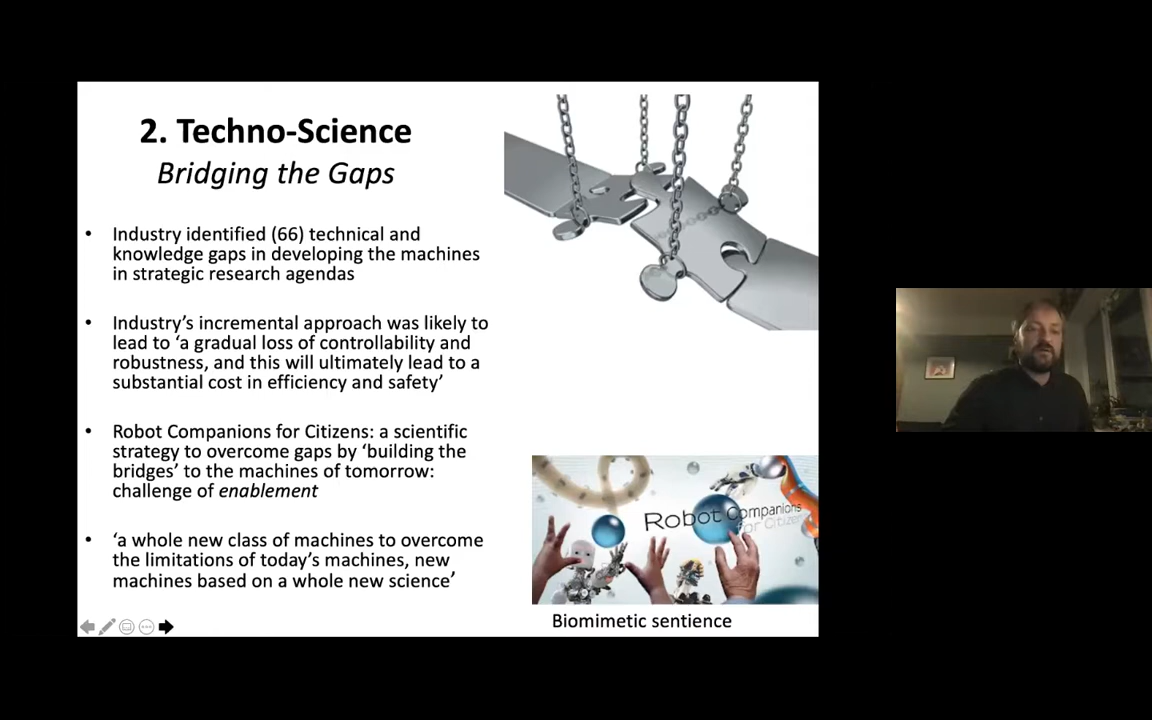 2. Techno-Science
Bridging the Gaps
• Industry identified (66) technical and
knowledge gaps in developing the machines
in strategic research agendas
• Industry’s incremental approach was likely to
lead to ‘a gradual loss of controllability and
robustness, and this will ultimately lead to a
substantial cost in efficiency and safety’
• Robot Companions for Citizens: a scientific
strategy to overcome gaps by ‘building the
bridges’ to the machines of tomorrow:
challenge of enablement
• ‘a whole new class of machines to overcome
the limitations of today’s machines, new
machines based on a whole new science’
Robot Companions
for Citizens
Biomimetic sentience